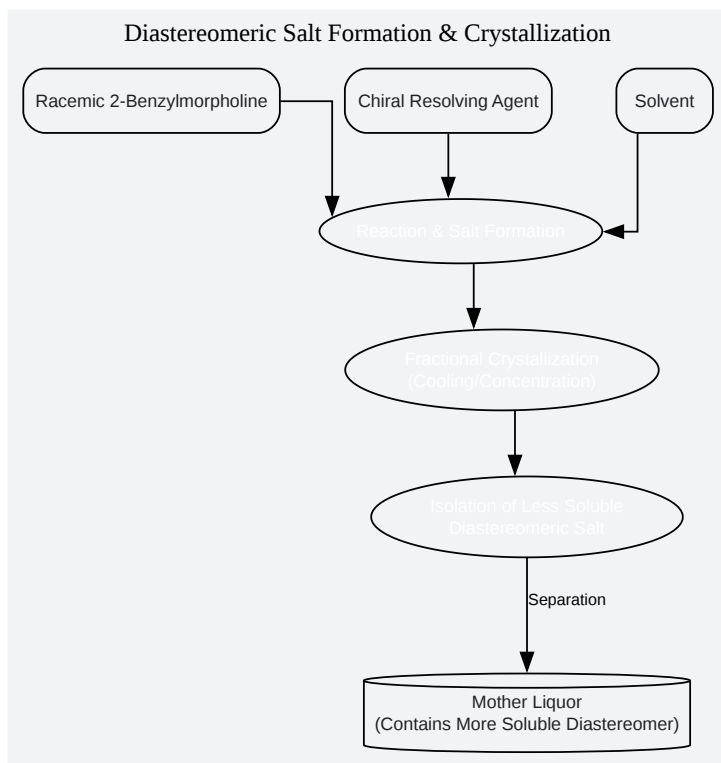 Diastereomeric Salt Formation & Crystallization
Racemic 2-Benzylmorpholine
Chiral Resolving Agent
Solvent
Reaction & Salt Formation
Fractional Crystallization
(Cooling/Concentration)
Isolation of Less Soluble
Diastereomeric Salt
Separation
Mother Liquor
(Contains More Soluble Diastereomer)